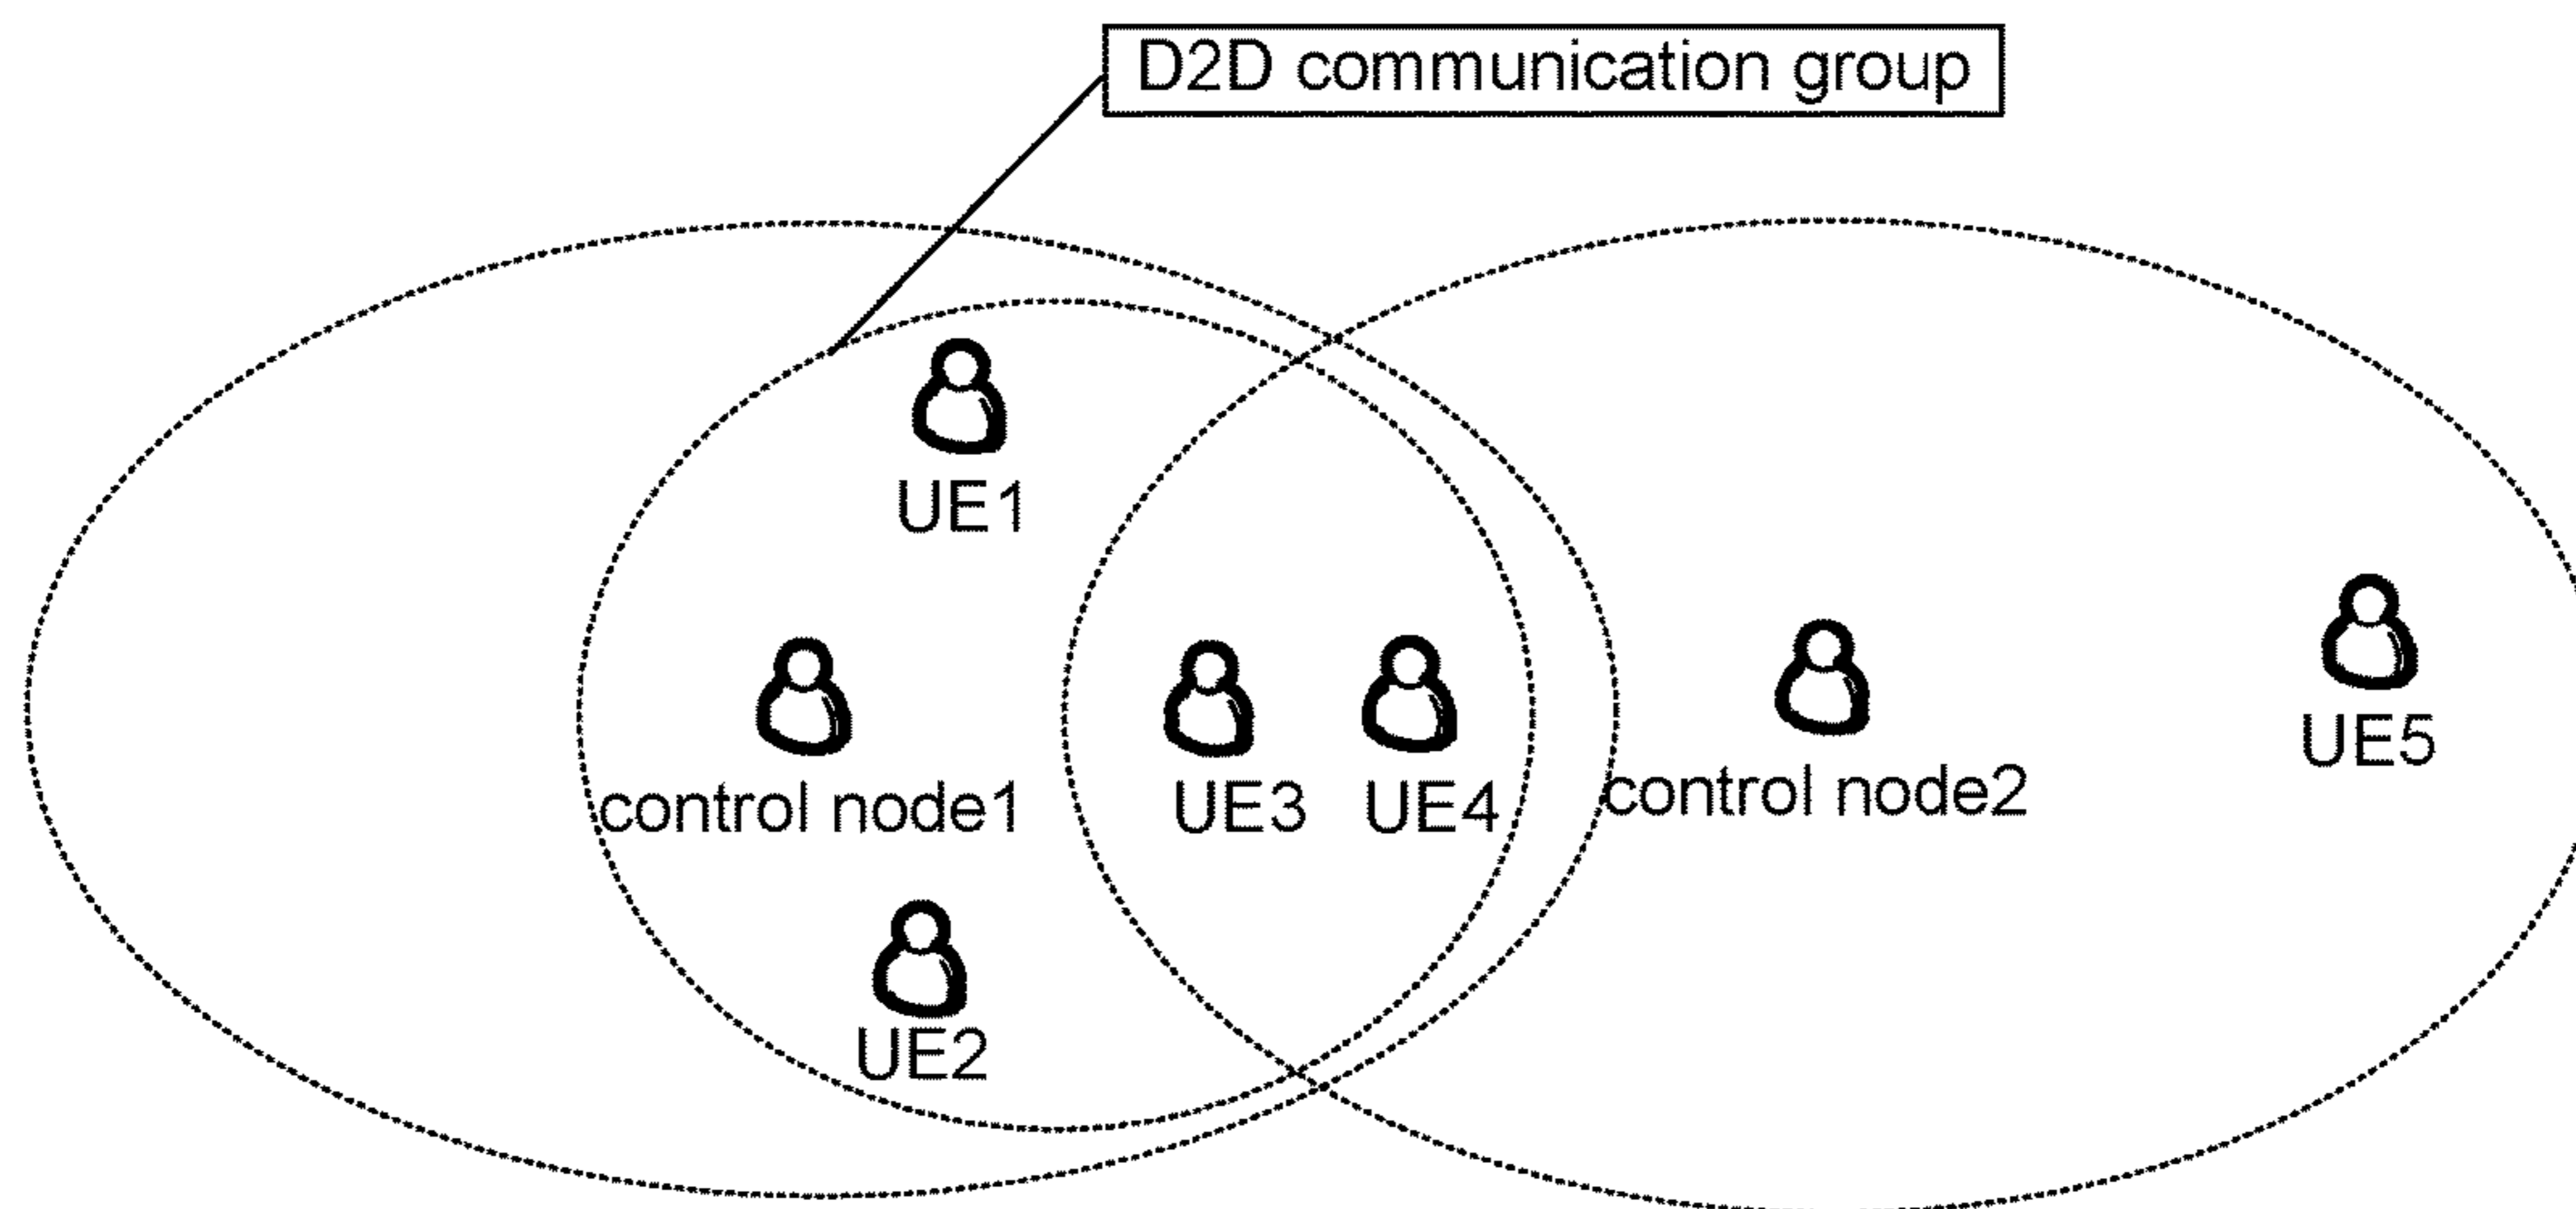 D2D communication group
UE1
control node1
UE3
UE4
control node2
UE5
UE2